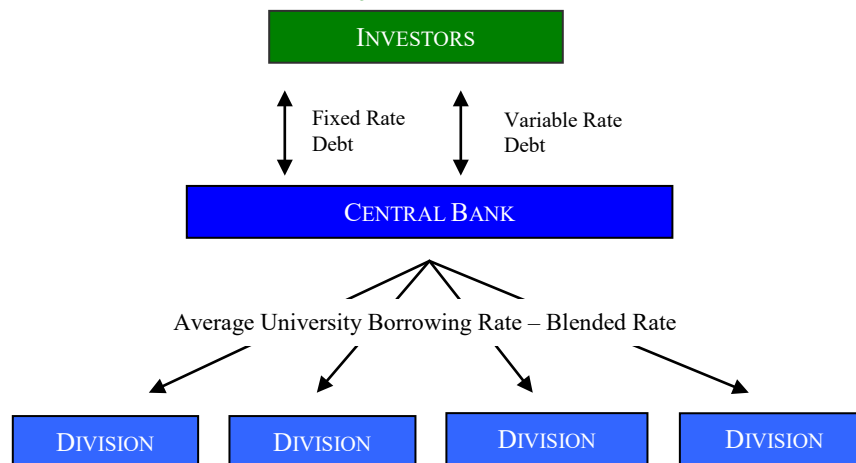 INVESTORS
Fixed Rate
Debt
Variable Rate
Debt
CENTRAL BANK
Average University Borrowing Rate – Blended Rate
DIVISION
DIVISION
DIVISION
DIVISION